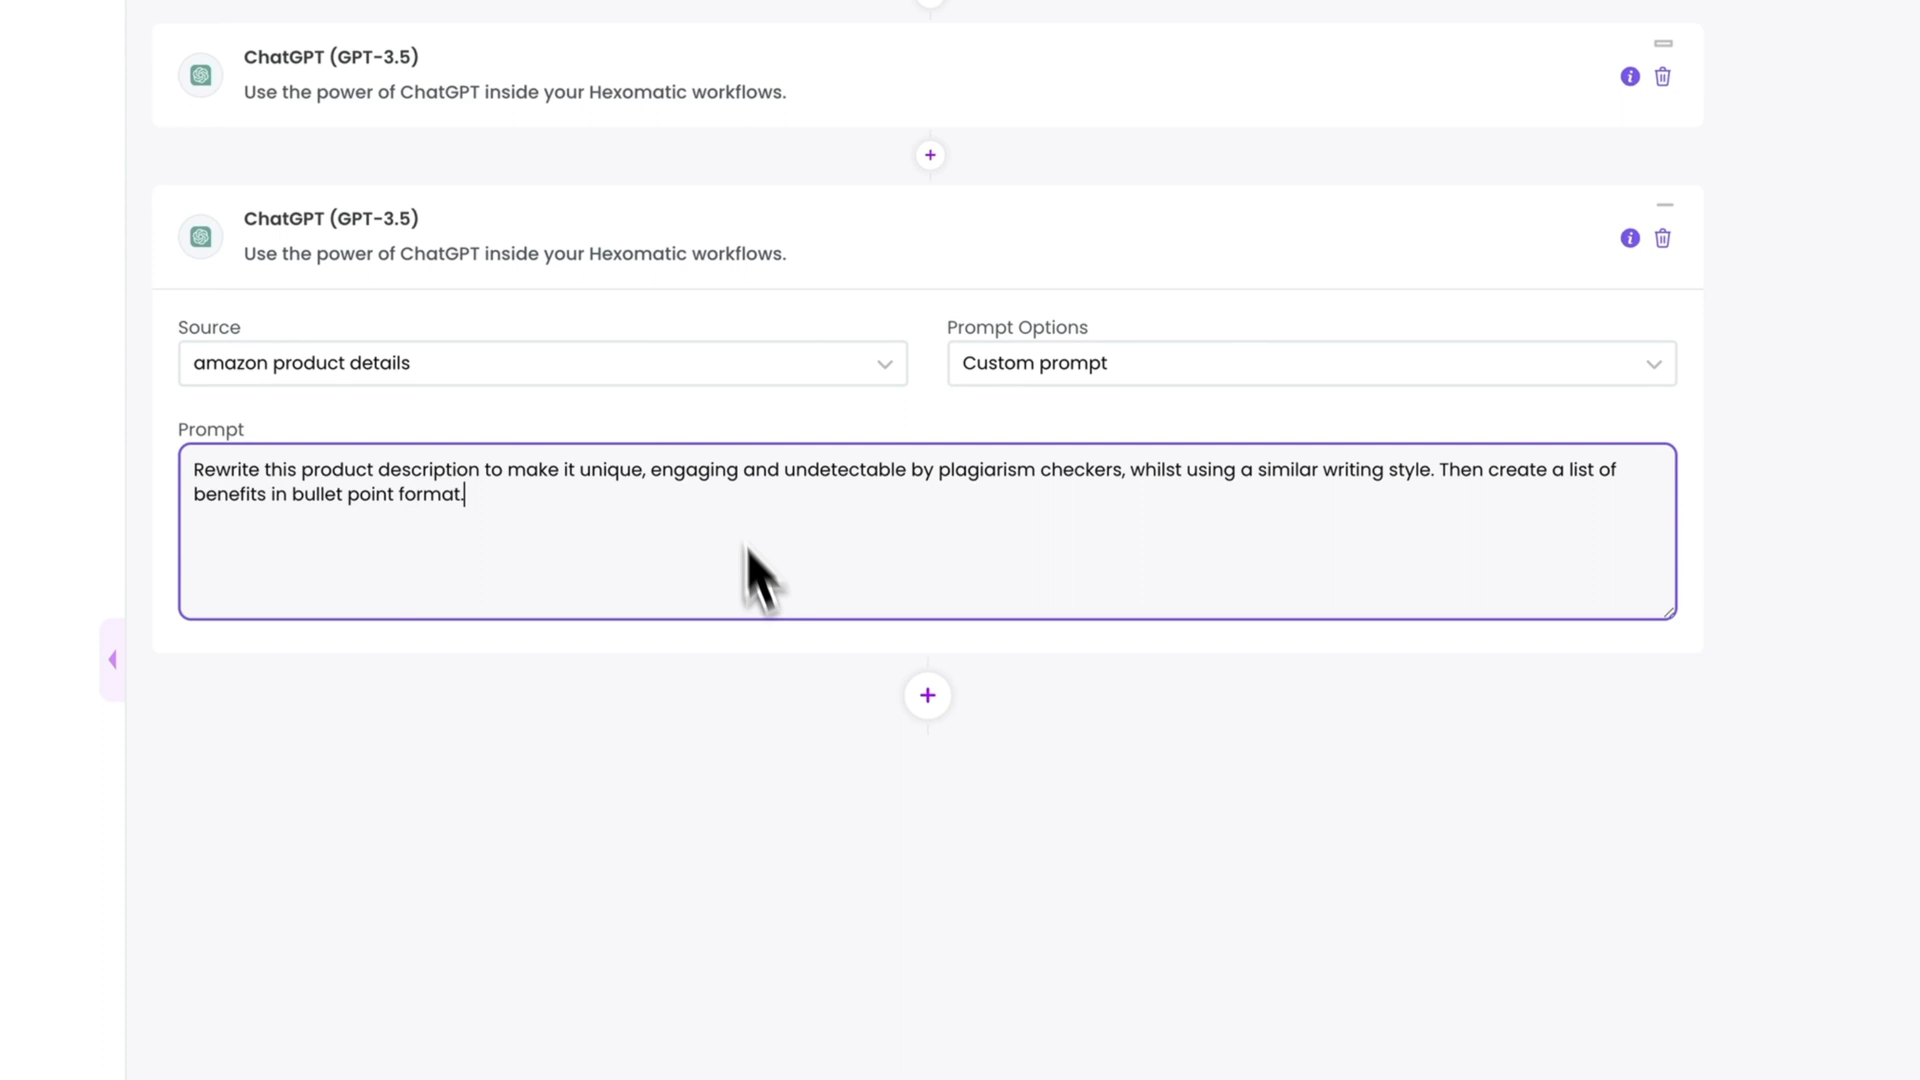 ChatGPT (GPT-3.5)
Use the power of ChatGPT inside your Hexomatic workflows.
ChatGPT (GPT-3.5)
Use the power of ChatGPT inside your Hexomatic workflows.
Source
Prompt Options
amazon product details
Custom prompt
Prompt
Rewrite this product description to make it unique, engaging and undetectable by plagiarism checkers, whilst using a similar writing style. Then create a list of
benefits in bullet point format.